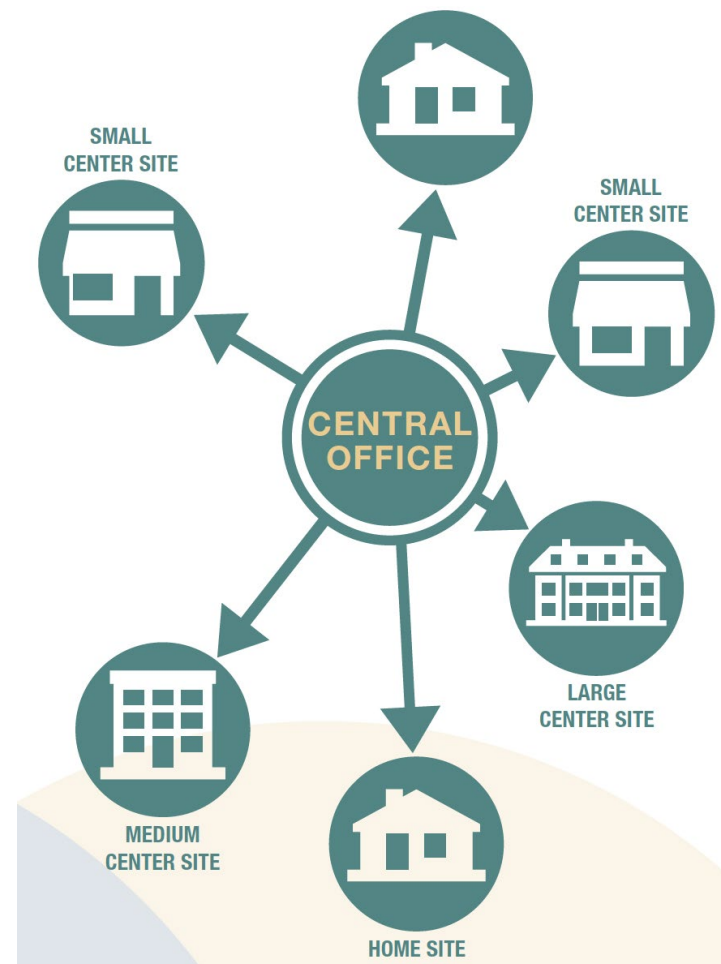 SMALL
CENTER SITE
SMALL
CENTER SITE
CENTRAL
OFFICE
LARGE
CENTER SITE
MEDIUM
CENTER SITE
HOME SITE